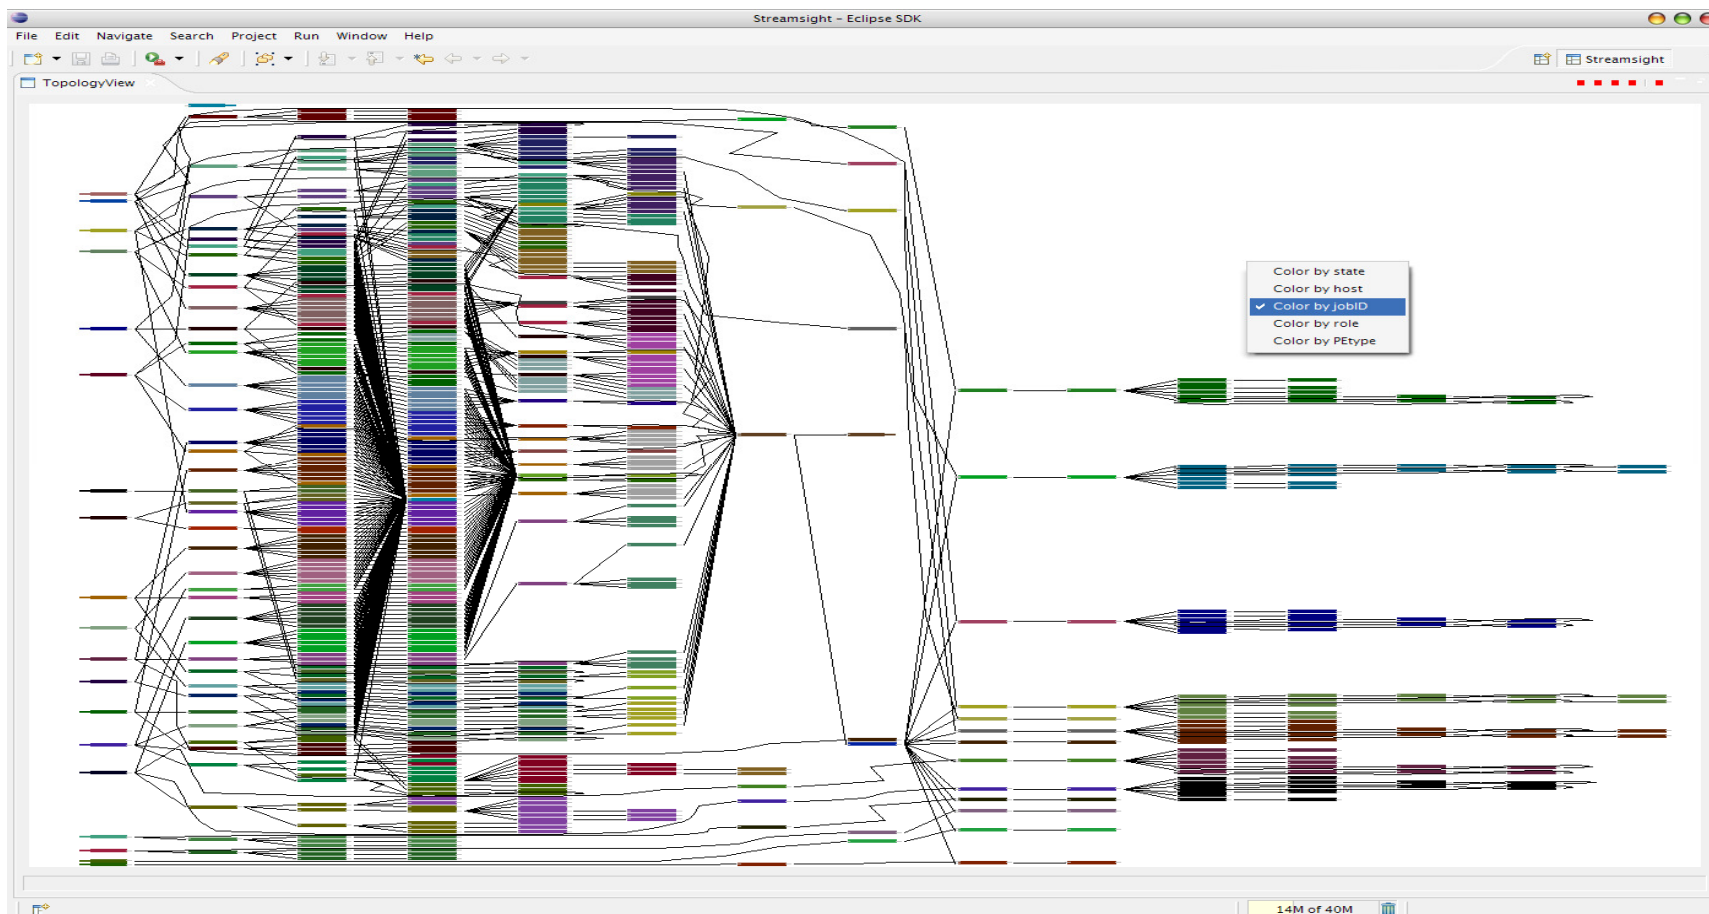 Streamsight - Eclipse SDK
File Edit Navigate Search Project Run Window Help
Streamsight
TopologyView
Color by state
Color by host
Color by jobID
Color by role
Color by PEtype
14M of 40M